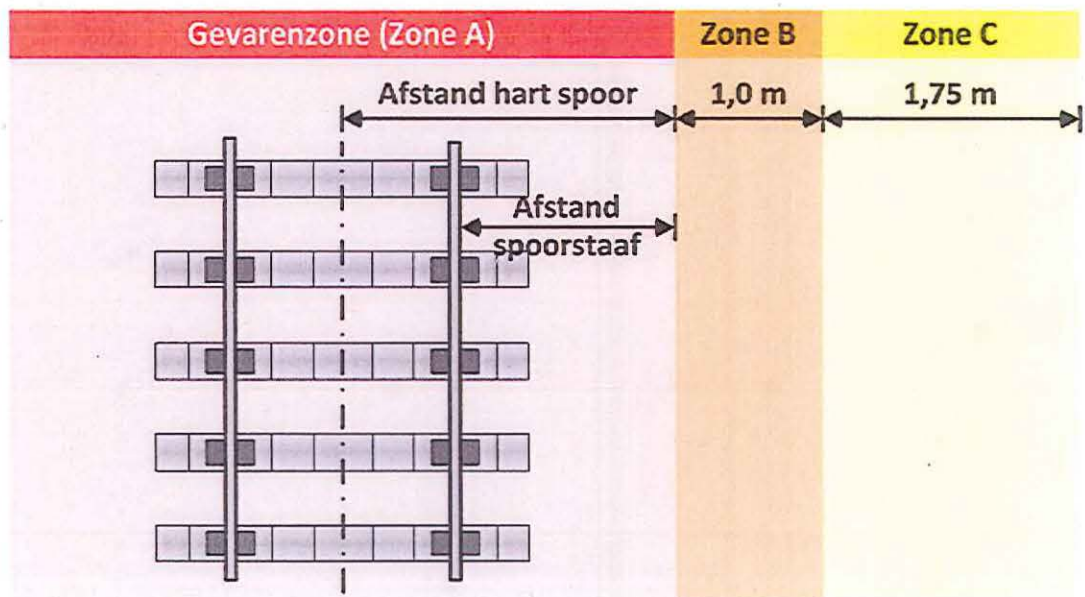 Gevarenzone (Zone A) Zone B Zone C
Afstand hart spoor 1,0 m 1,75 m
Afstand
spoorstaaf